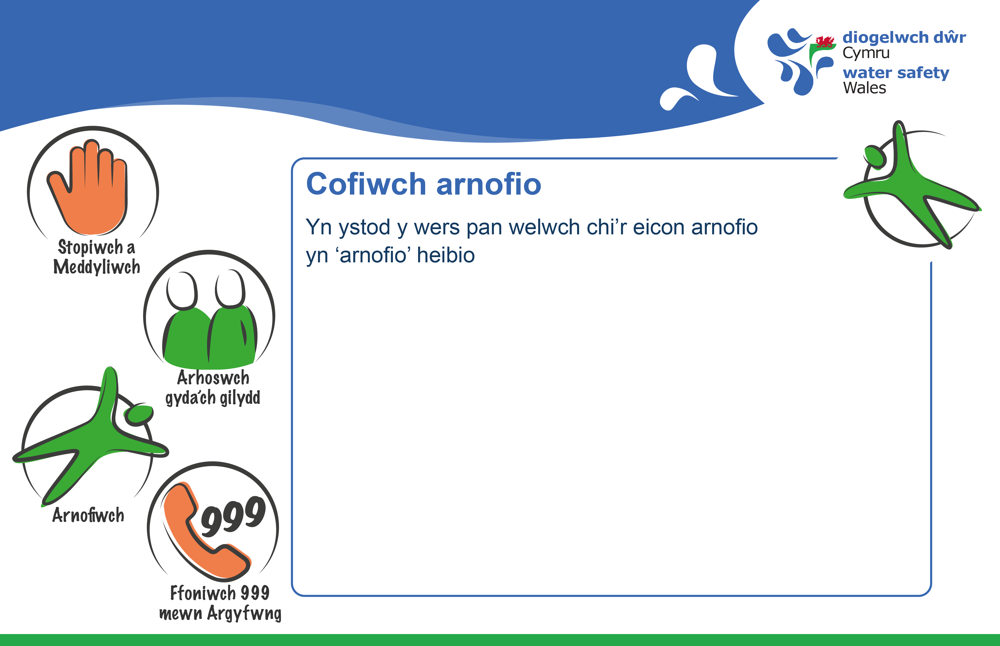 diogelwch dŵr
Cymru
water safety
Wales
Cofiwch arnofio
Yn ystod y wers pan welwch chi’r eicon arnofio
yn ‘arnofio’ heibio
Stopiwch a
Meddyliwch
Arhoswch
gyda’ch gilydd
Arnofiwch
999
Ffoniwch 999
mewn Argyfwng